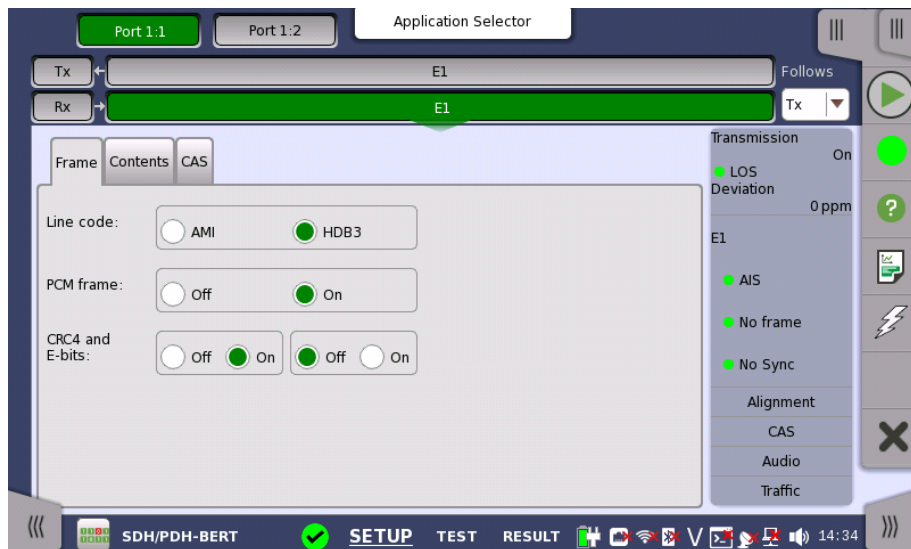 Port 1:1
Port 1:2
Application Selector
Tx
E1
Follows
Rx
E1
Tx
Frame
Contents
CAS
Line code:
AMI
HDB3
PCM frame:
Off
On
CRC4 and
E-bits:
Off
On
Off
On
Transmission
On
LOS
Deviation
0 ppm
E1
AIS
No frame
No Sync
Alignment
CAS
Audio
Traffic
?
SDH/PDH-BERT
SETUP
TEST
RESULT
V
14:34